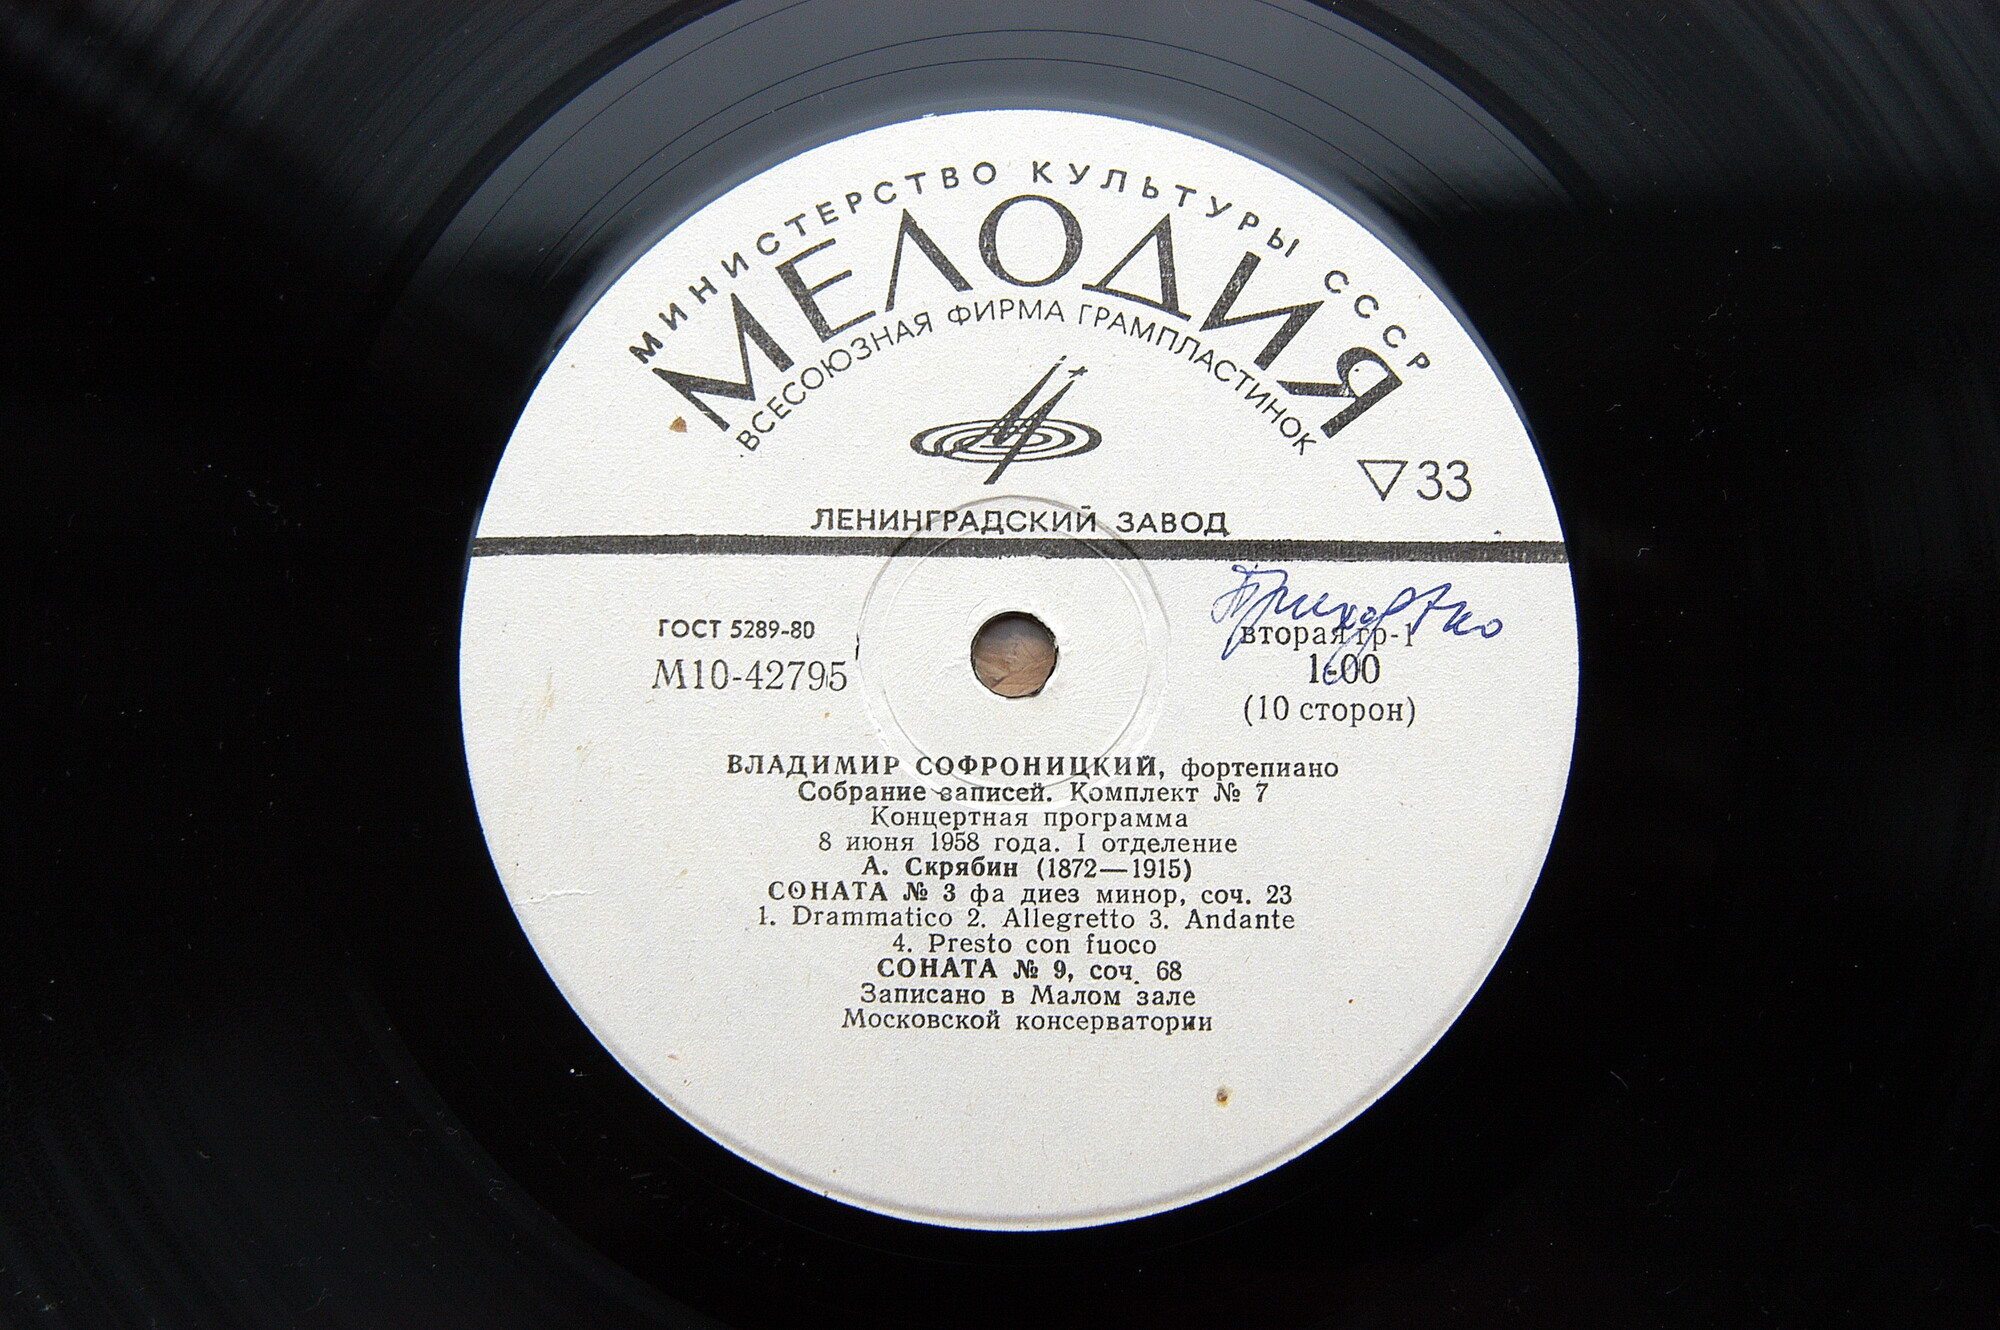 МИНИСТЕРСТВО КУЛЬТУРЫ СССР
МЕЛОДИЯ
ВСЕСОЮЗНАЯ ФИРМА ГРАМПЛАСТИНОК
▽33
ЛЕНИНГРАДСКИЙ ЗАВОД
ГОСТ 5289-80
М10-42795
вторая гр-1
1-00
(10 сторон)
ВЛАДИМИР СОФРОНИЦКИЙ, фортепиано
Собрание записей. Комплект № 7
Концертная программа
8 июня 1958 года. I отделение
А. Скрябин (1872—1915)
СОНАТА № 3 фа диез минор, соч. 23
1. Drammatico 2. Allegretto 3. Andante
4. Presto con fuoco
СОНАТА № 9, соч. 68
Записано в Малом зале
Московской консерватории